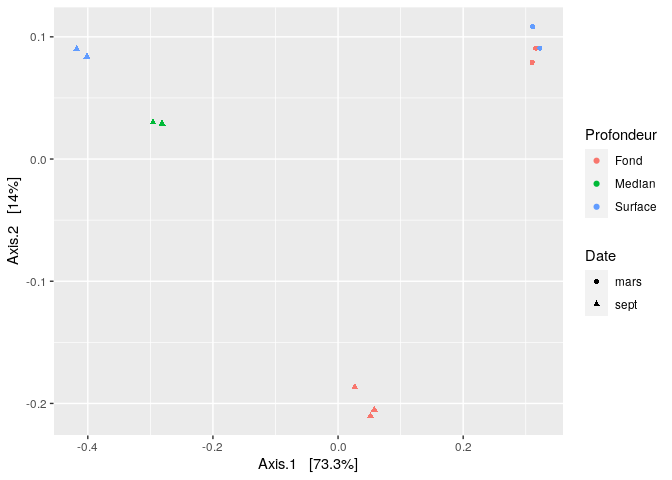 0.1
0.0
-0.1
-0.2
-0.4
-0.2
0.0
0.2
Axis.1 [73.3%]
Axis.2 [14%]
Profondeur
Fond
Median
Surface
Date
mars
sept